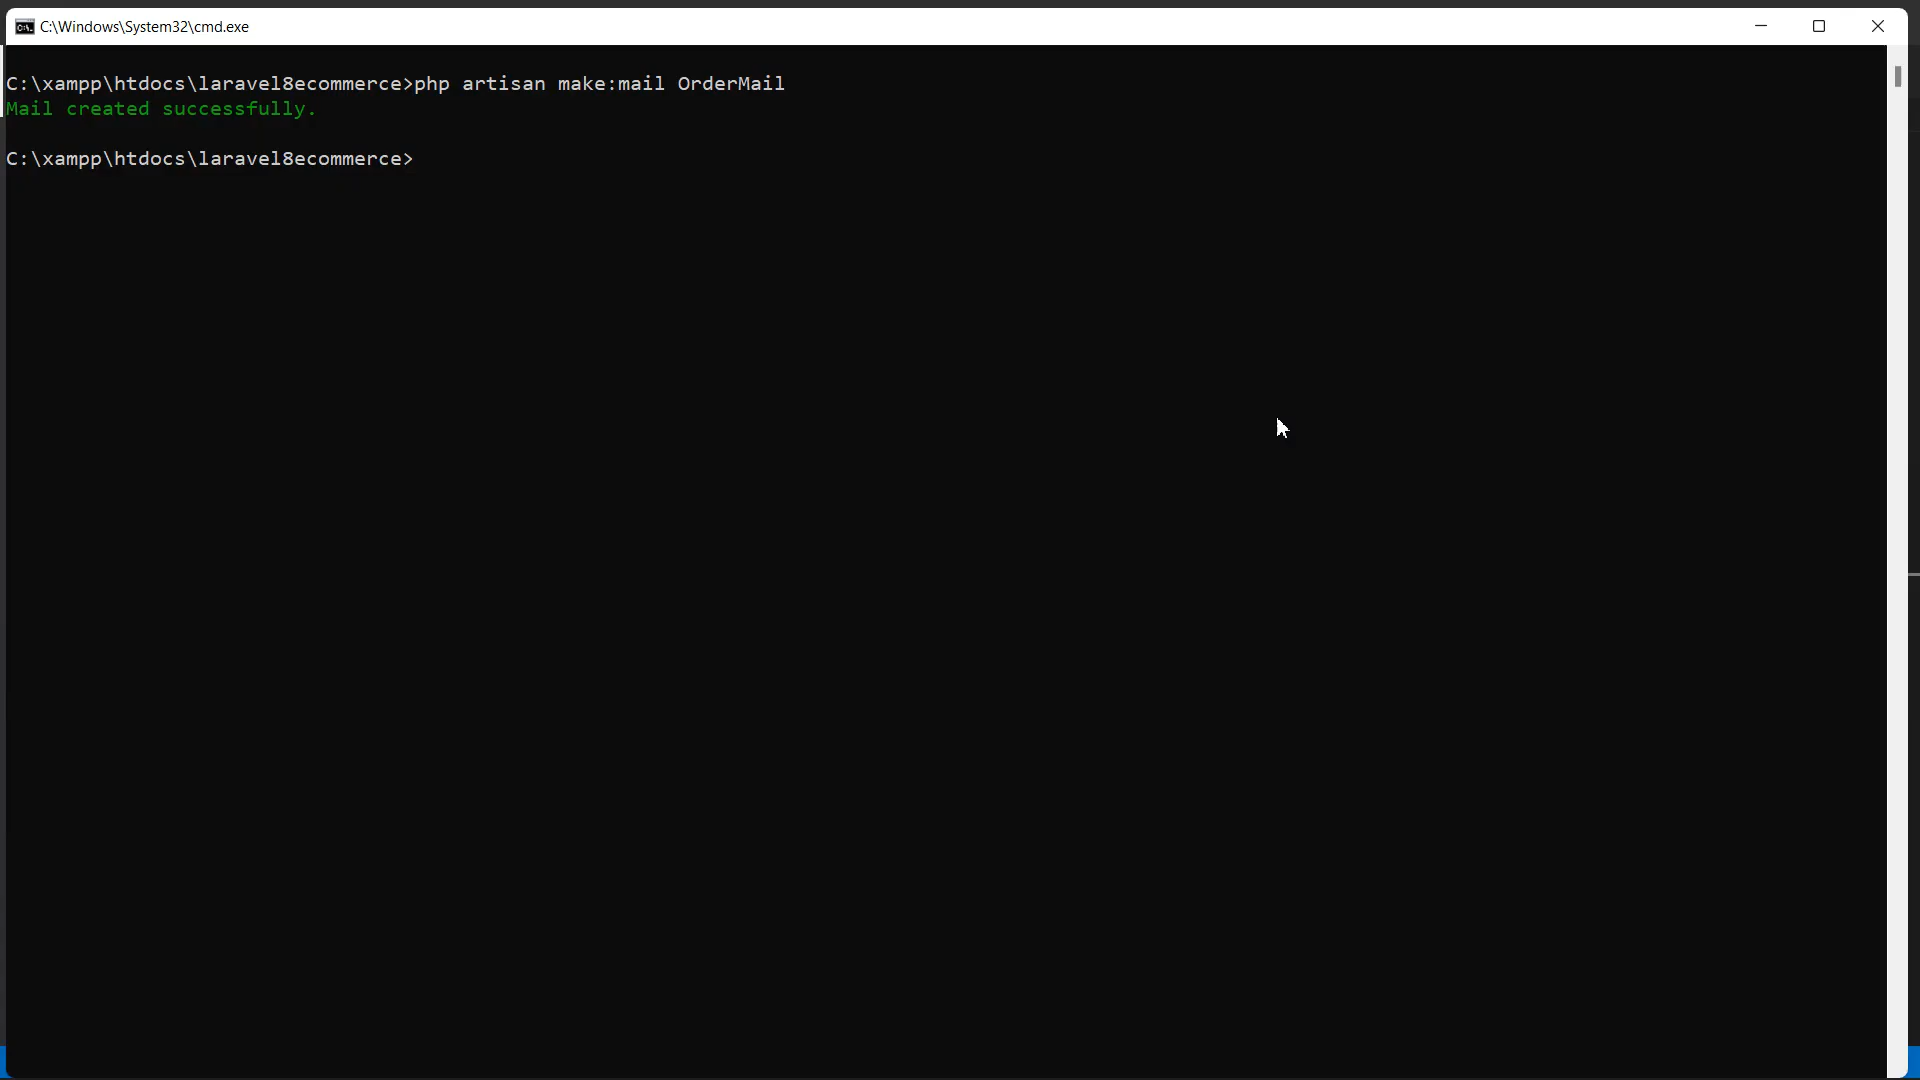 C:\Windows\System32\cmd.exe
C:\xampp\htdocs\laravel8ecommerce>php artisan make:mail OrderMail
Mail created successfully.
C:\xampp\htdocs\laravel8ecommerce>